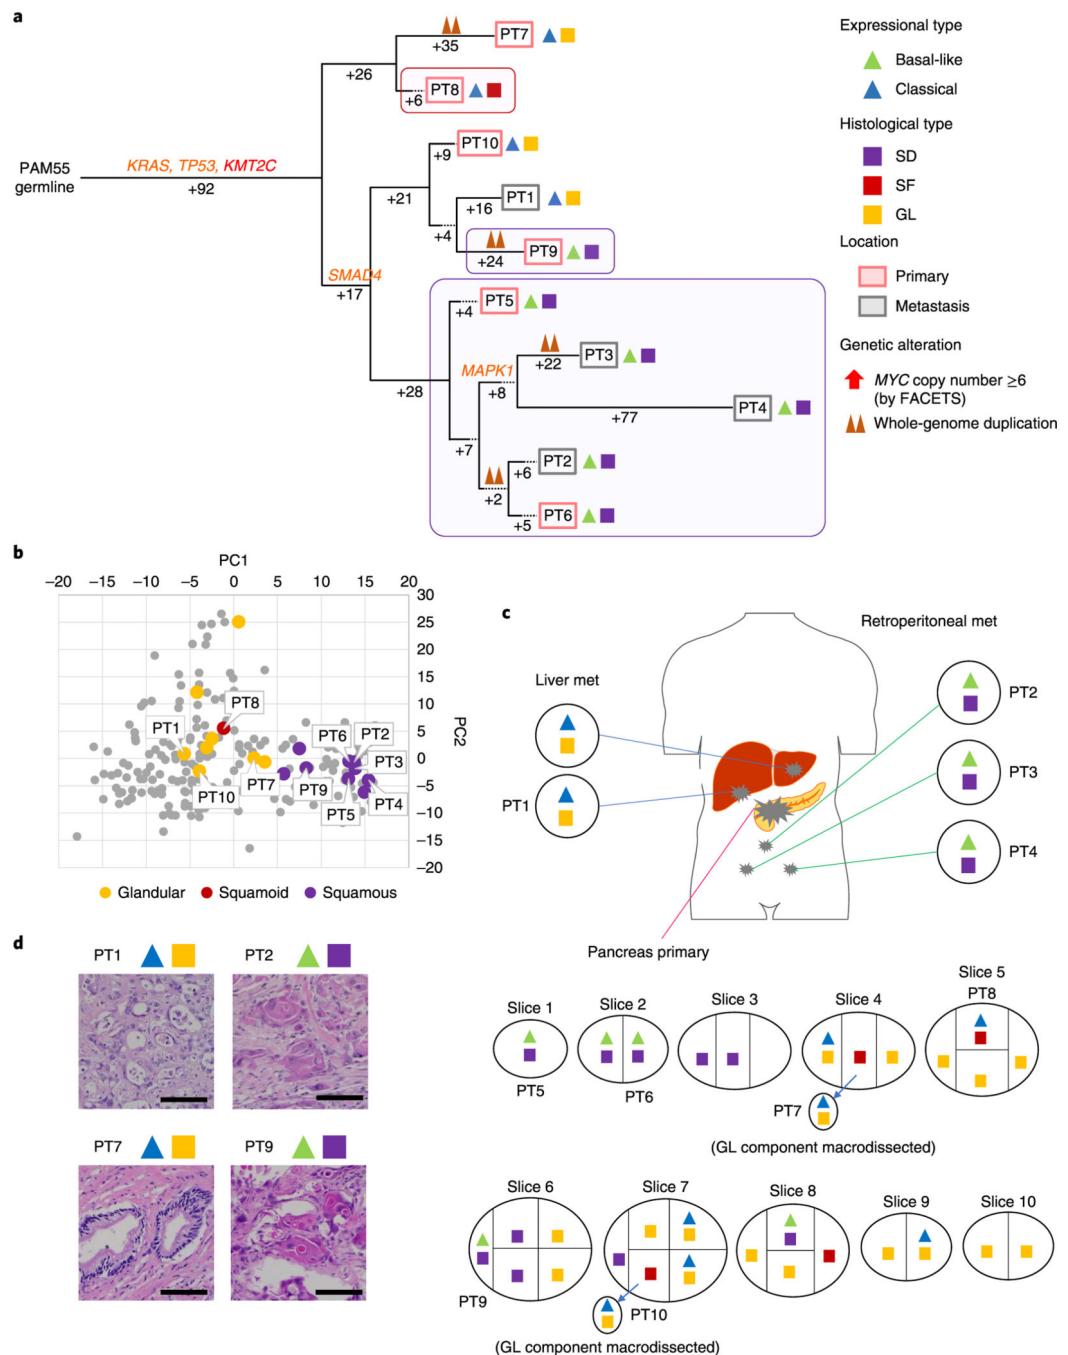 a
PT7
+35
+26
PT8
+6
PT10
+9
KRAS, TP53, KMT2C
PAM55
germline
+92
+21
PT1
+16
+4
PT9
+24
SMAD4
+17
PT5
+4
MAPK1
PT3
+22
+8
+28
PT4
+77
+7
PT2
+6
+2
PT6
+5
Expressional type
Basal-like
Classical
Histological type
SD
SF
GL
Location
Primary
Metastasis
Genetic alteration
MYC copy number ≥6
(by FACETS)
Whole-genome duplication
b
PC1
−20 −15 −10 −5 0 5 10 15 20
30
25
20
15
10
5
0
−5
−10
−15
−20
PC2
PT8
PT1
PT6
PT2
PT3
PT10
PT7
PT9
PT5
PT4
Glandular
Squamoid
Squamous
c
Retroperitoneal met
Liver met
PT1
PT2
PT3
PT4
Pancreas primary
Slice 1
PT5
Slice 2
PT6
Slice 3
Slice 4
PT7
Slice 5
PT8
(GL component macrodissected)
Slice 6
PT9
Slice 7
PT10
Slice 8
Slice 9
Slice 10
(GL component macrodissected)
d
PT1
PT2
PT7
PT9